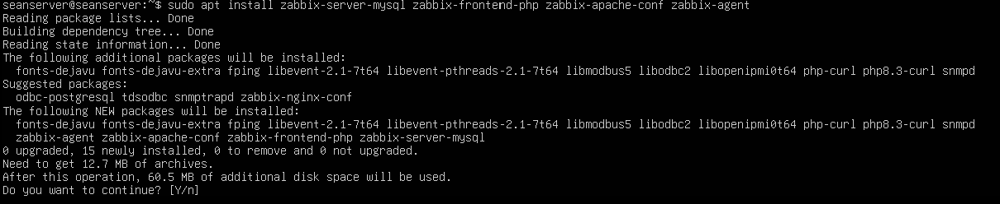 seanserver@seanserver:~$ sudo apt install zabbix-server-mysql zabbix-frontend-php zabbix-apache-conf zabbix-agent
Reading package lists... Done
Building dependency tree... Done
Reading state information... Done
The following additional packages will be installed:
  fonts-dejavu fonts-dejavu-extra fping libevent-2.1-7t64 libevent-pthreads-2.1-7t64 libmodbus5 libodbc2 libopenipmi0t64 php-curl php8.3-curl snmpd
Suggested packages:
  odbc-postgresql tdsodbc snmptrapd zabbix-nginx-conf
The following NEW packages will be installed:
  fonts-dejavu fonts-dejavu-extra fping libevent-2.1-7t64 libevent-pthreads-2.1-7t64 libmodbus5 libodbc2 libopenipmi0t64 php-curl php8.3-curl snmpd
  zabbix-agent zabbix-apache-conf zabbix-frontend-php zabbix-server-mysql
0 upgraded, 15 newly installed, 0 to remove and 0 not upgraded.
Need to get 12.7 MB of archives.
After this operation, 60.5 MB of additional disk space will be used.
Do you want to continue? [Y/n]